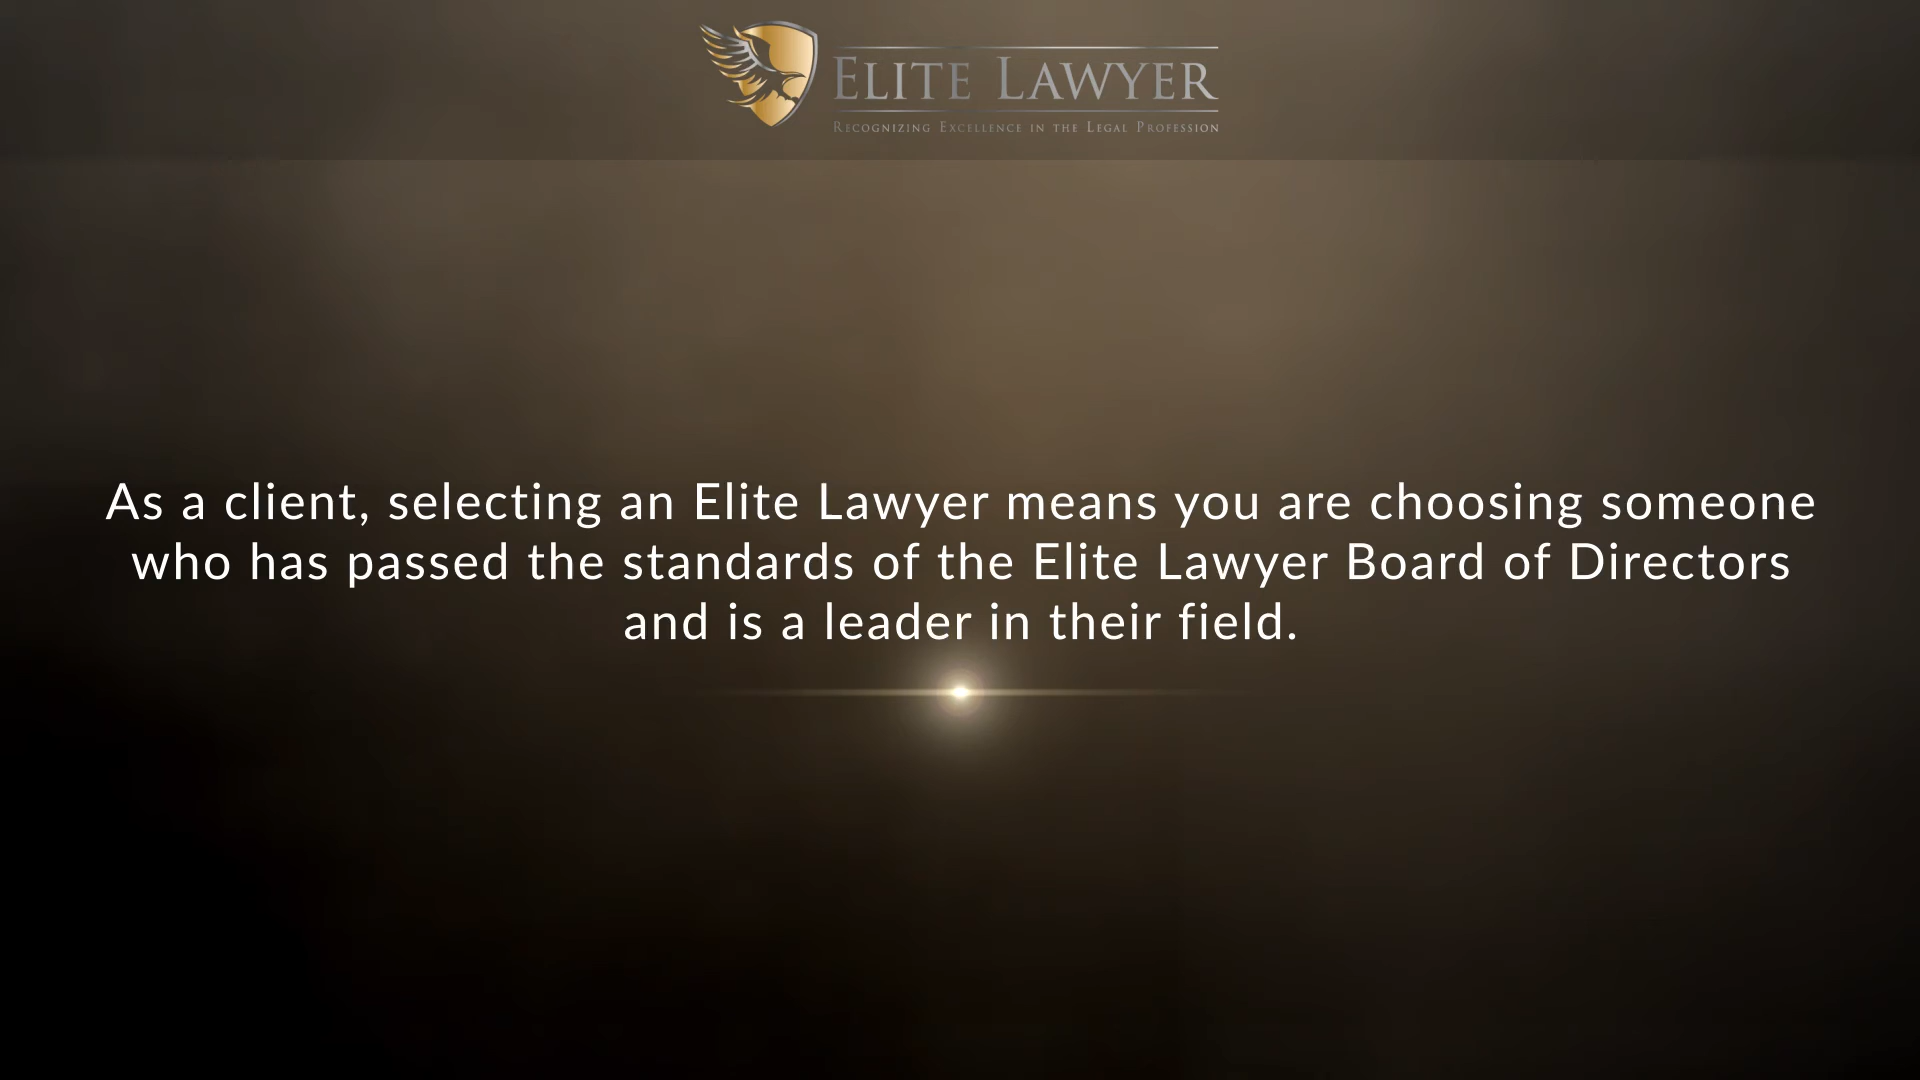 ELITE LAWYER
RECOGNIZING EXCELLENCE IN THE LEGAL PROFESSION
As a client, selecting an Elite Lawyer means you are choosing someone
who has passed the standards of the Elite Lawyer Board of Directors
and is a leader in their field.